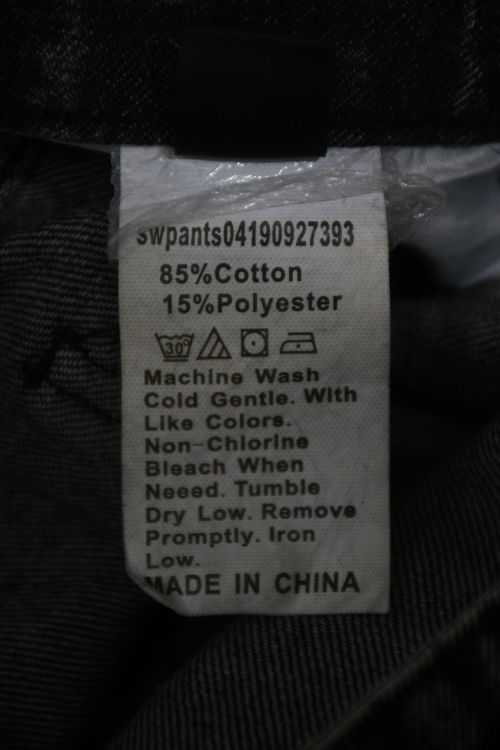 swpants04190927393
85%Cotton
15%Polyester
30°
Machine Wash
Cold Gentle. With
Like Colors.
Non-Chlorine
Bleach When
Neeed. Tumble
Dry Low. Remove
Promptly. Iron
Low.
MADE IN CHINA